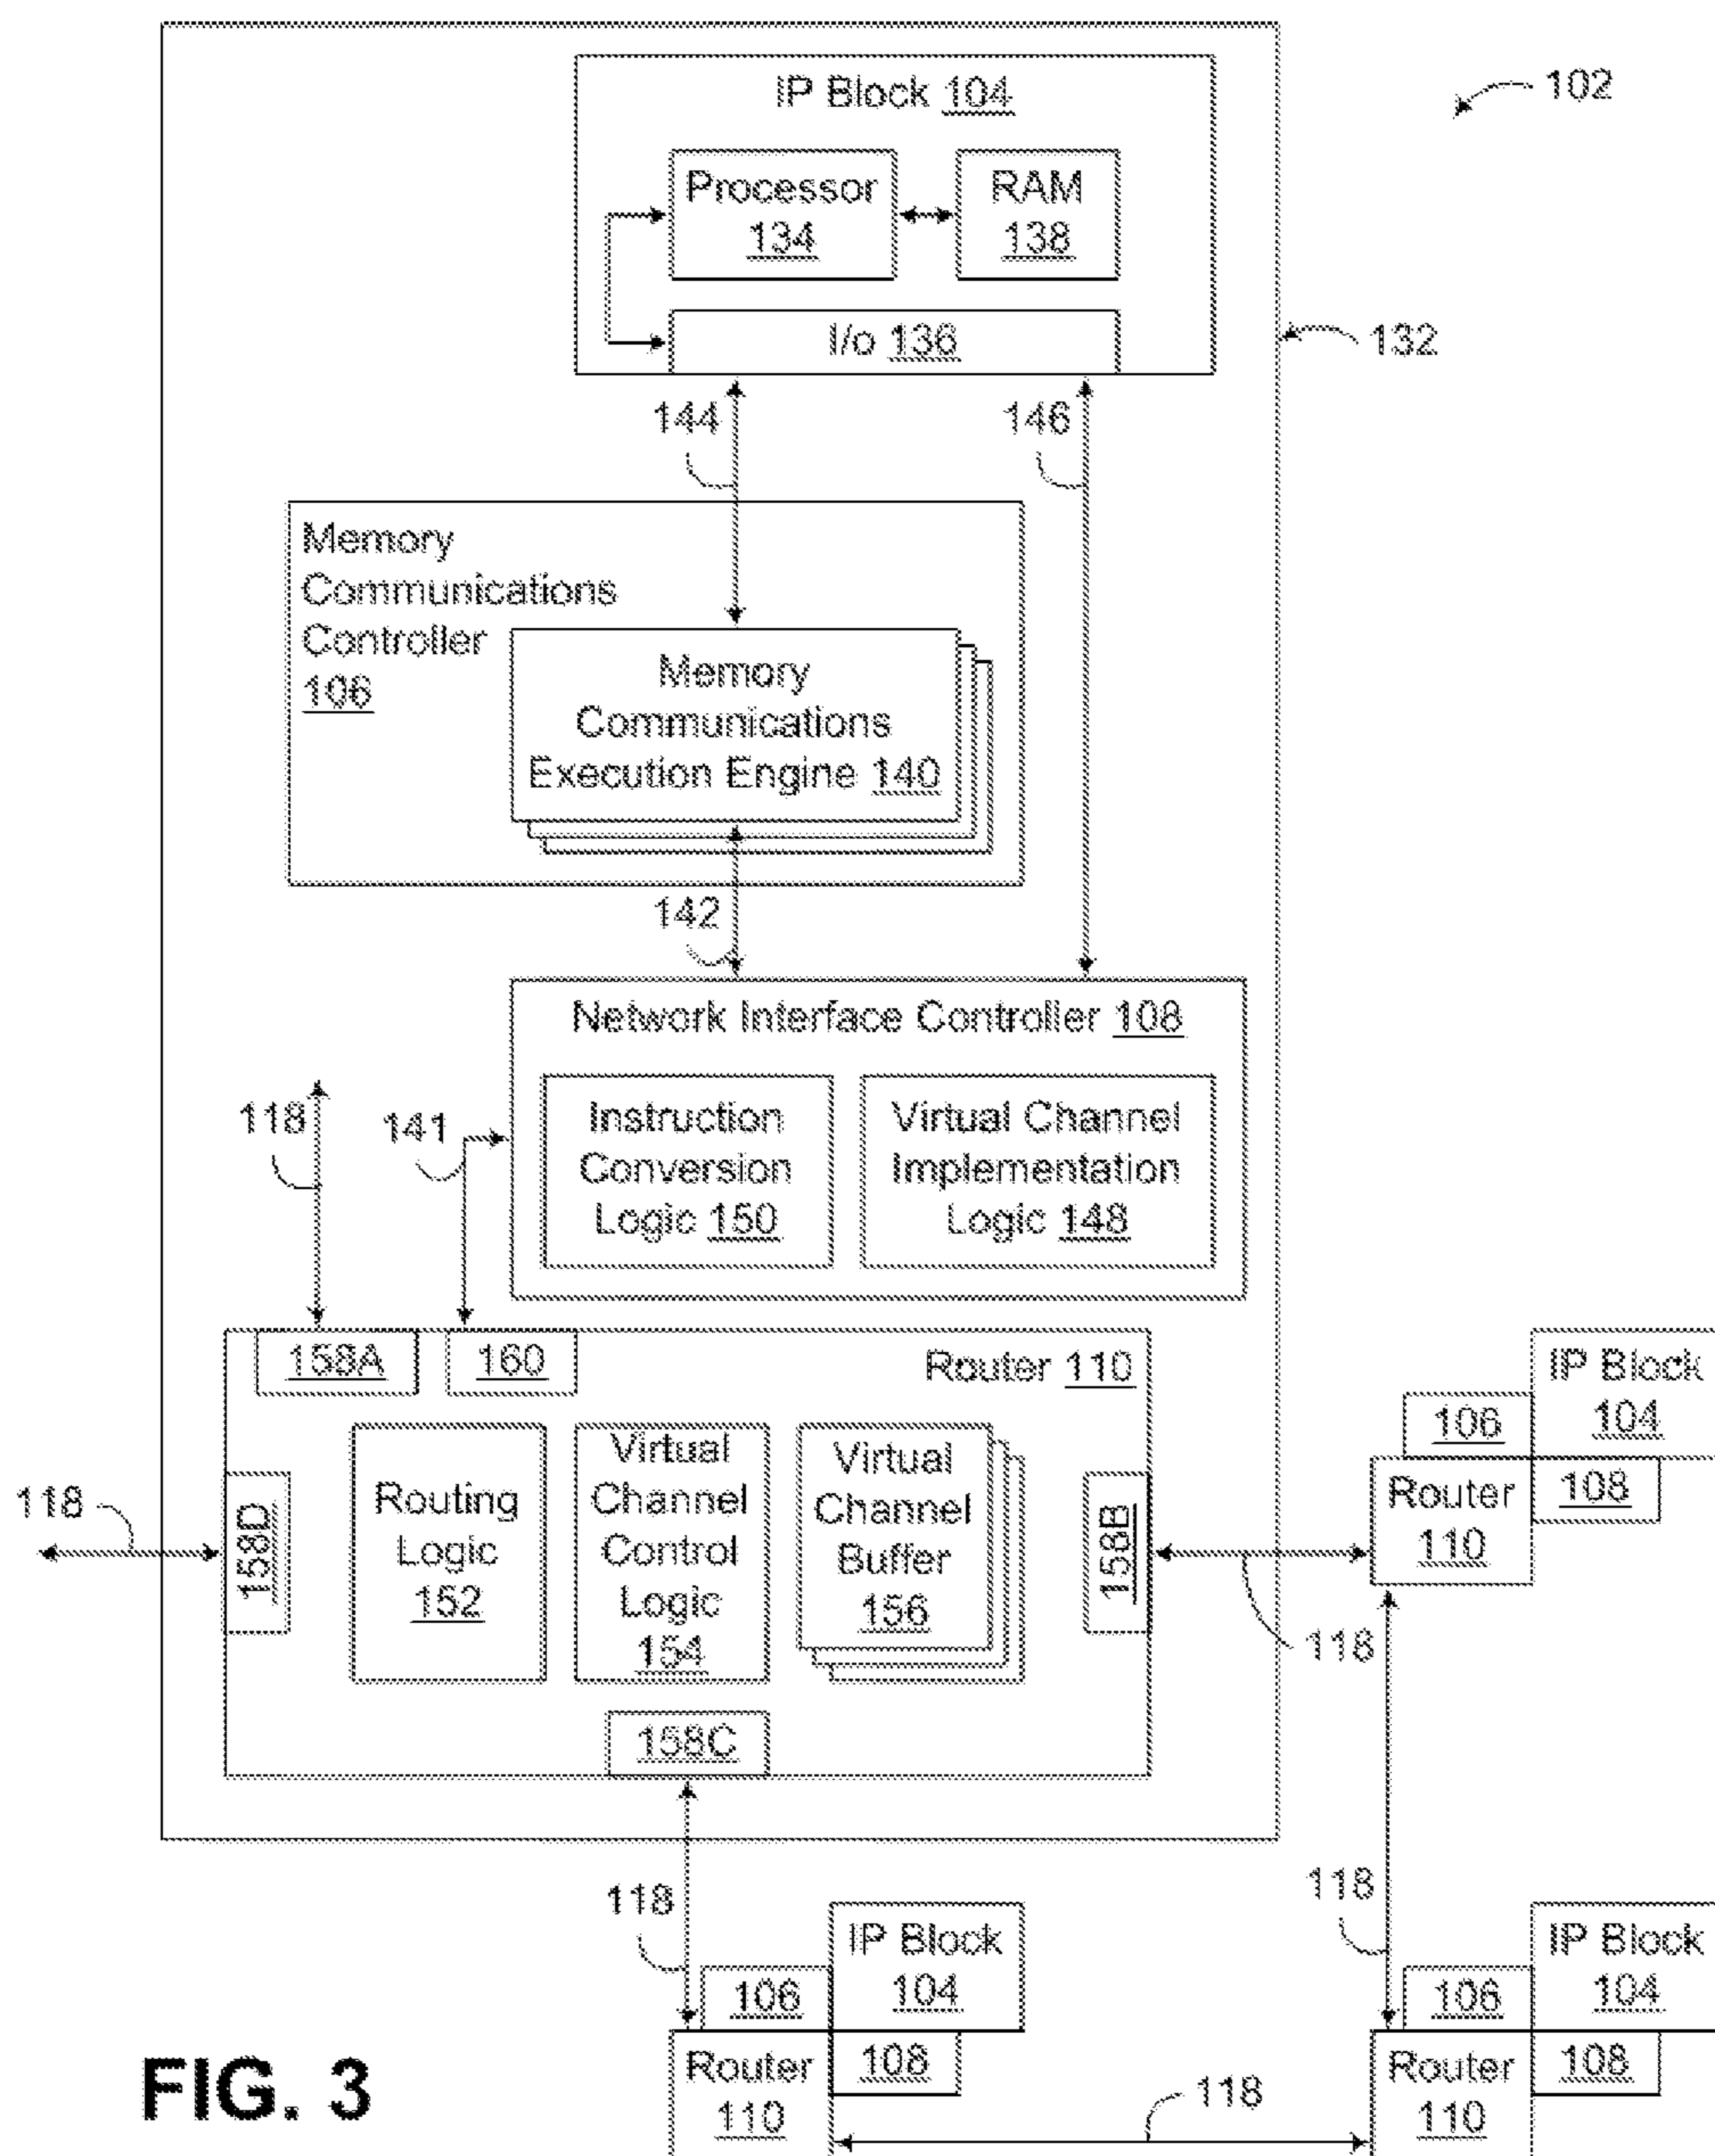 IP Block 104
102
Processor
134
RAM
138
I/o 136
132
144
146
Memory
Communications
Controller
106
Memory
Communications
Execution Engine 140
142
Network Interface Controller 108
118
141
Instruction
Conversion
Logic 150
Virtual Channel
Implementation
Logic 148
158A
160
Router 110
IP Block
104
106
108
Router
110
118
158D
Routing
Logic
152
Virtual
Channel
Control
Logic
154
Virtual
Channel
Buffer
156
158B
118
158C
118
118
IP Block
104
106
108
Router
110
IP Block
104
106
108
Router
110
118
FIG. 3